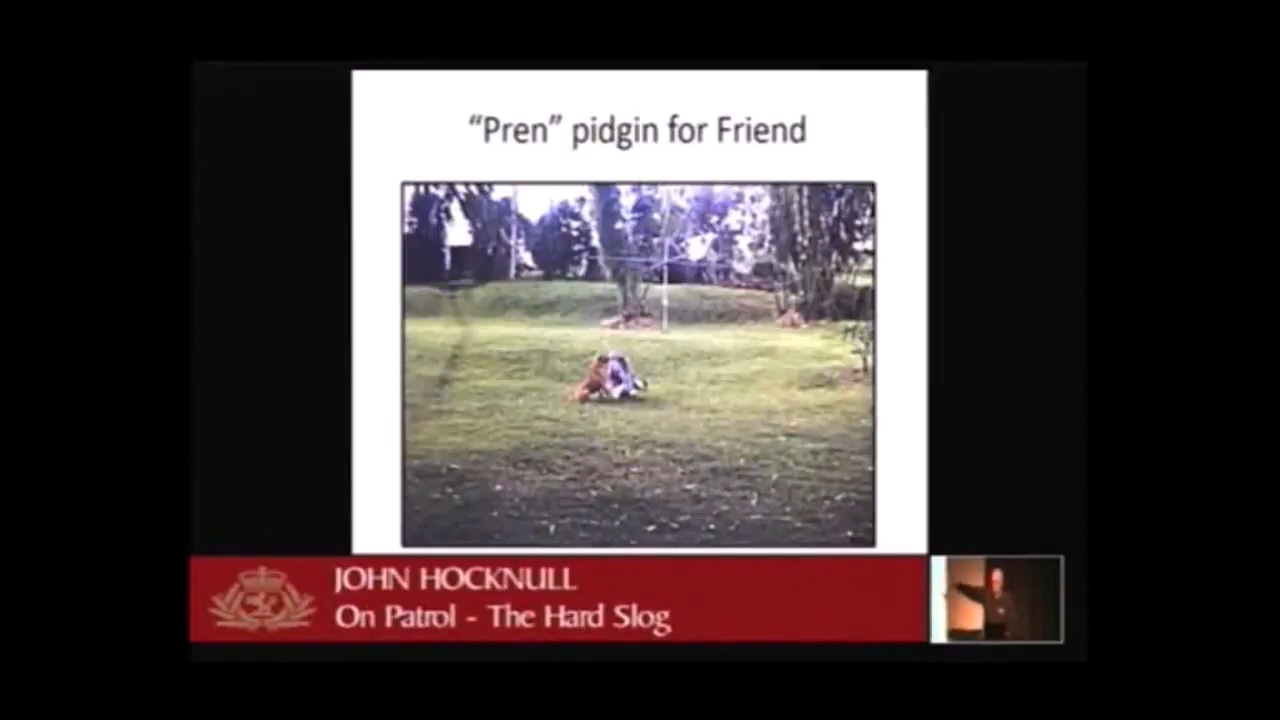 “Pren” pidgin for Friend
JOHN HOCKNULL
On Patrol - The Hard Slog